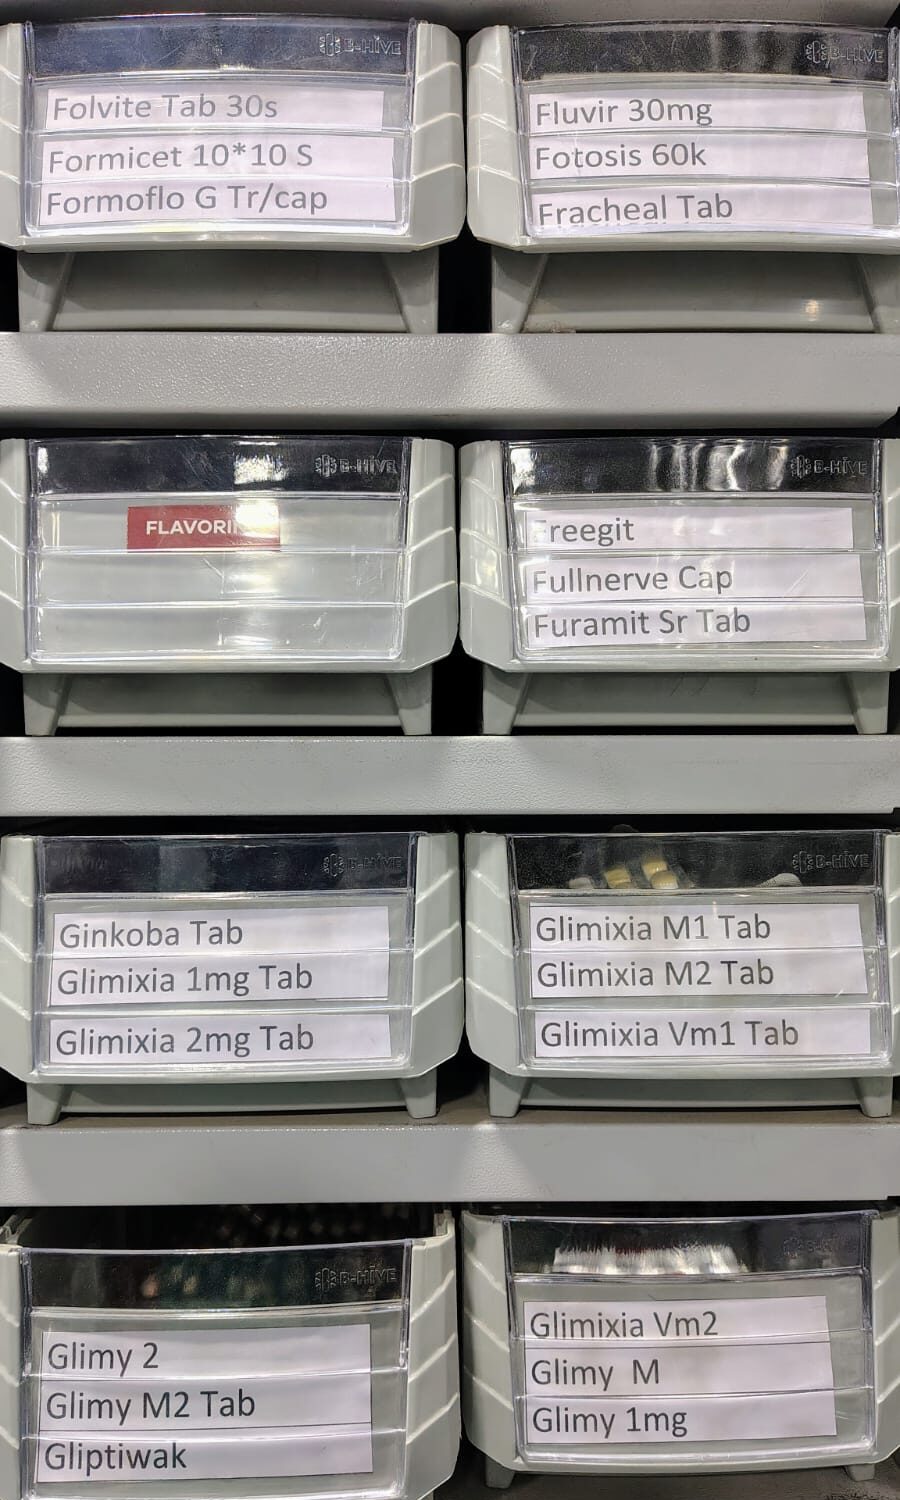 B-HIVE
Folvite Tab 30s
Formicet 10*10 S
Formoflo G Tr/cap
B-HIVE
Fluvir 30mg
Fotosis 60k
Fracheal Tab
B-HIVE
B-HIVE
Freegit
Fullnerve Cap
Furamit Sr Tab
B-HIVE
Ginkoba Tab
Glimixia 1mg Tab
Glimixia 2mg Tab
B-HIVE
Glimixia M1 Tab
Glimixia M2 Tab
Glimixia Vm1 Tab
B-HIVE
Glimy 2
Glimy M2 Tab
Gliptiwak
Glimixia Vm2
Glimy M
Glimy 1mg